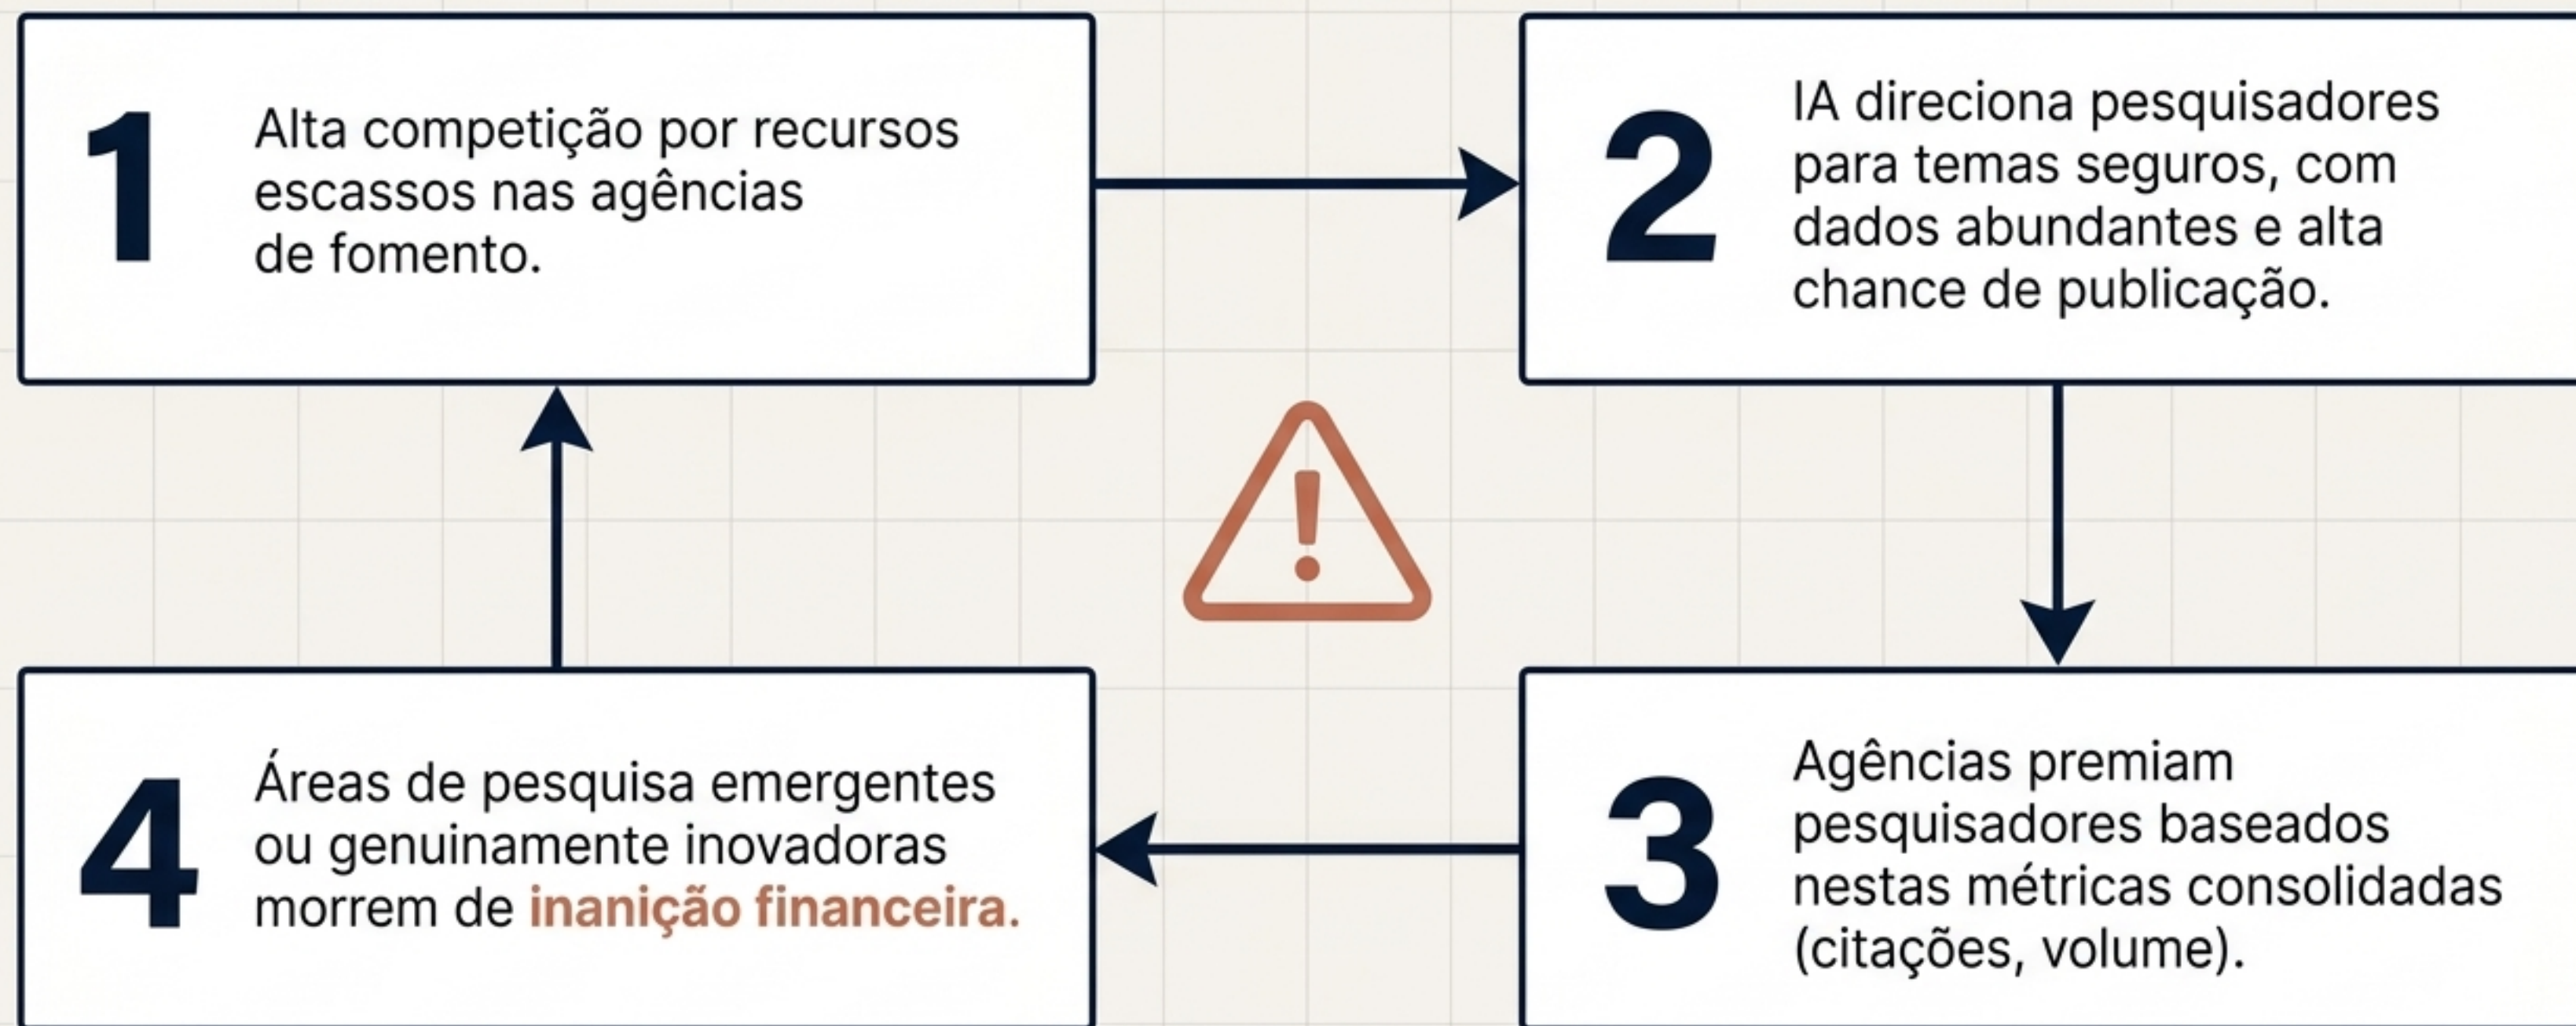 1
Alta competição por recursos
escassos nas agências
de fomento.
2
IA direciona pesquisadores
para temas seguros, com
dados abundantes e alta
chance de publicação.
3
Agências premiam
pesquisadores baseados
nestas métricas consolidadas
(citações, volume).
4
Áreas de pesquisa emergentes
ou genuinamente inovadoras
morrem de inanição financeira.